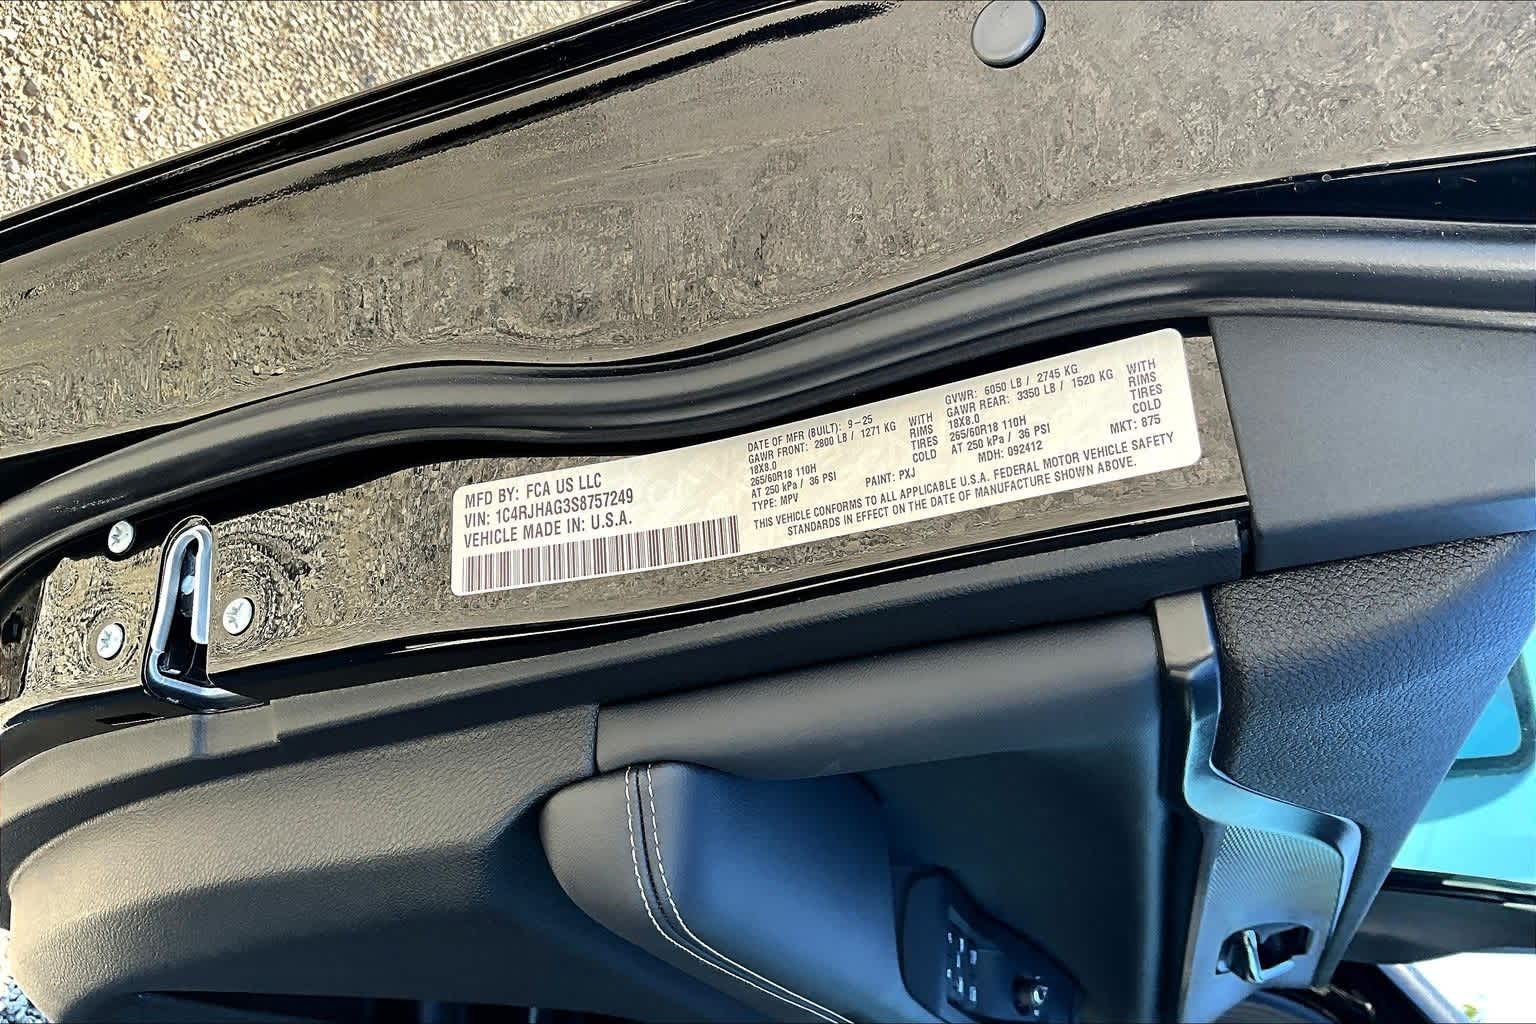 MFD BY: FCA US LLC
VIN: 1C4RJHAG3S8757249
VEHICLE MADE IN: U.S.A.
DATE OF MFR (BUILT): 9-25
GAWR FRONT: 2800 LB / 1271 KG WITH
18X8.0 RIMS
265/60R18 110H TIRES
AT 250 kPa / 36 PSI COLD
TYPE: MPV PAINT: PXJ
GVWR: 6050 LB / 2745 KG
GAWR REAR: 3350 LB / 1520 KG WITH
18X8.0 RIMS
265/60R18 110H TIRES
AT 250 kPa / 36 PSI COLD
MDH: 092412 MKT: 875
THIS VEHICLE CONFORMS TO ALL APPLICABLE U.S.A. FEDERAL MOTOR VEHICLE SAFETY
STANDARDS IN EFFECT ON THE DATE OF MANUFACTURE SHOWN ABOVE.